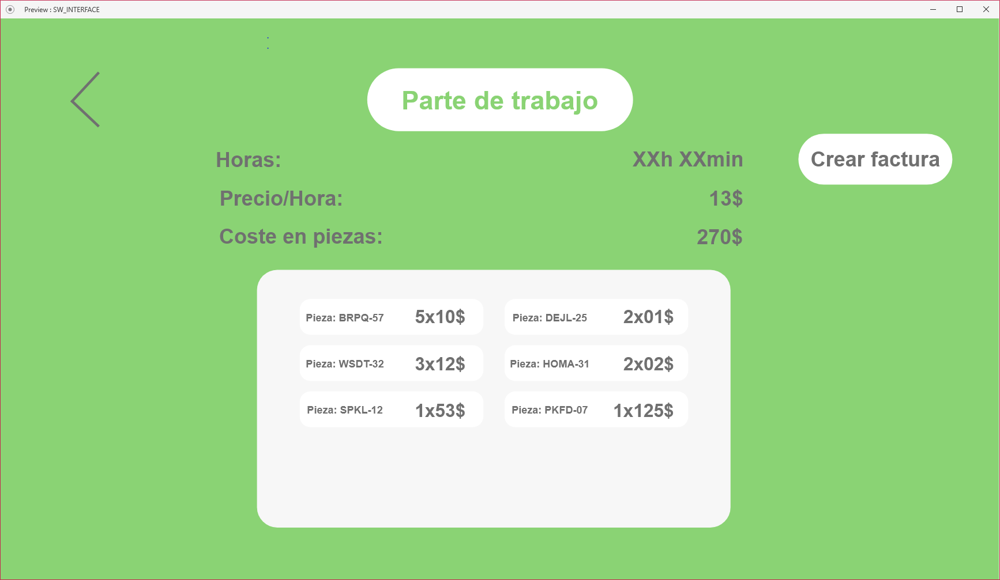 Preview : SW_INTERFACE
Parte de trabajo
Horas: XXh XXmin
Crear factura
Precio/Hora: 13$
Coste en piezas: 270$
Pieza: BRPQ-57 5x10$
Pieza: DEJL-25 2x01$
Pieza: WSDT-32 3x12$
Pieza: HOMA-31 2x02$
Pieza: SPKL-12 1x53$
Pieza: PKFD-07 1x125$